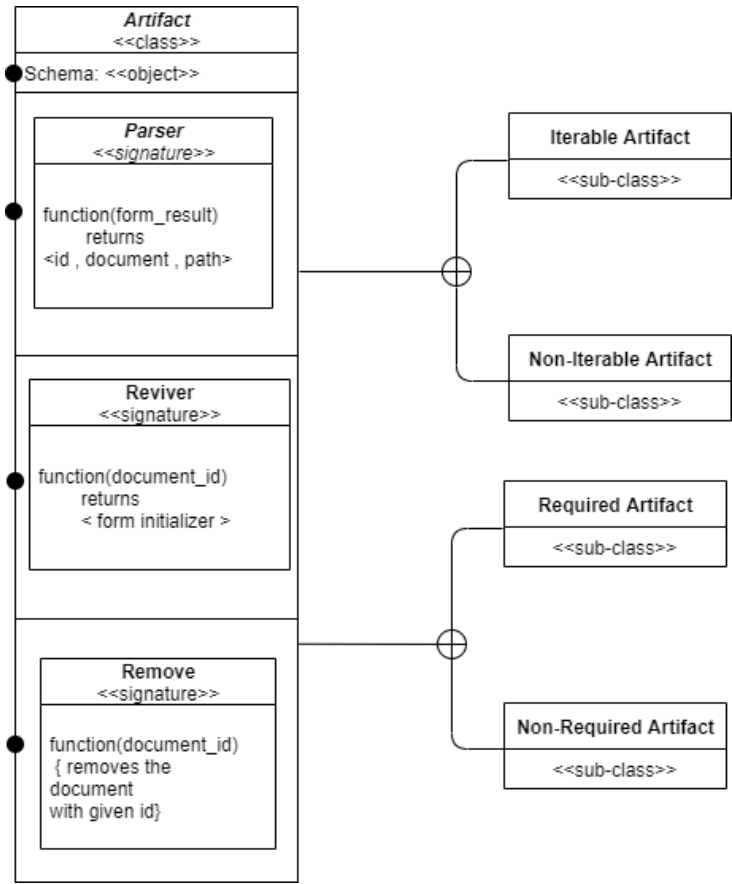 Artifact
<<class>>
Schema: <<object>>
Parser
<<signature>>
function(form_result)
returns
<id , document , path>
Reviver
<<signature>>
function(document_id)
returns
< form initializer >
Remove
<<signature>>
function(document_id)
{ removes the
document
with given id}
Iterable Artifact
<<sub-class>>
Non-Iterable Artifact
<<sub-class>>
Required Artifact
<<sub-class>>
Non-Required Artifact
<<sub-class>>